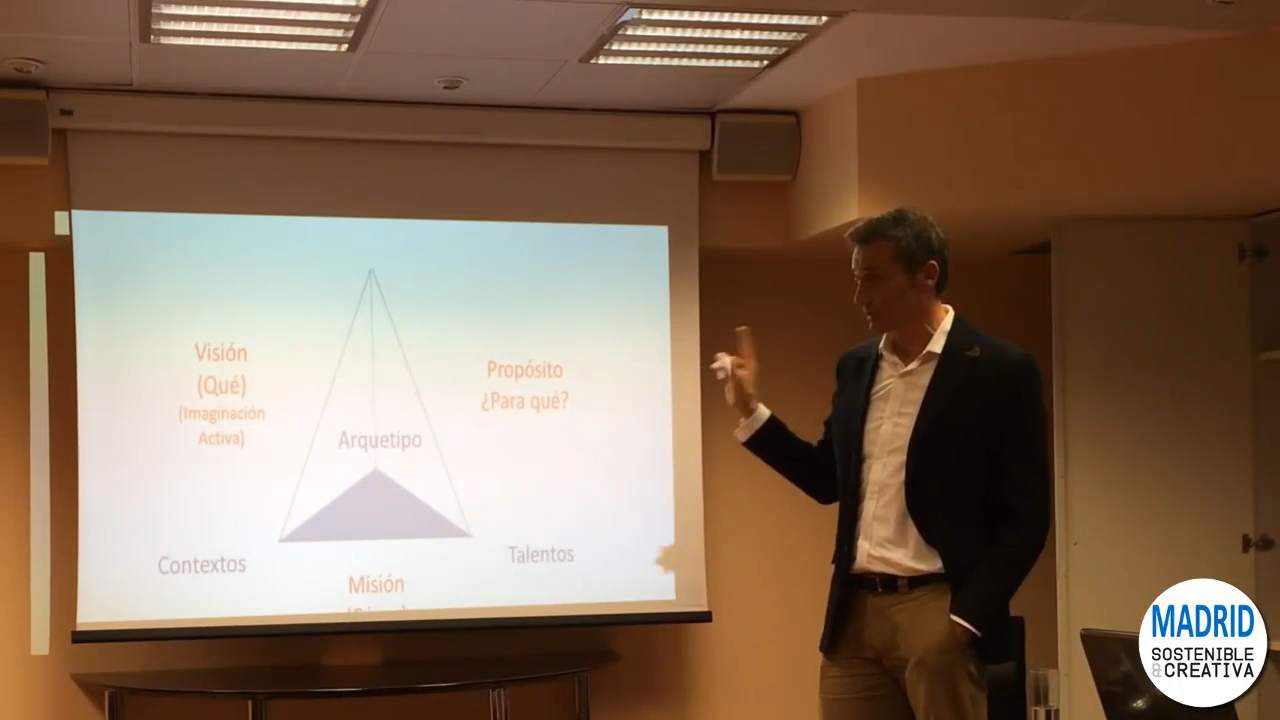 Visión
(Qué)
(Imaginación
Activa)
Propósito
¿Para qué?
Arquetipo
Contextos
Talentos
Misión
MADRID
SOSTENIBLE
&CREATIVA